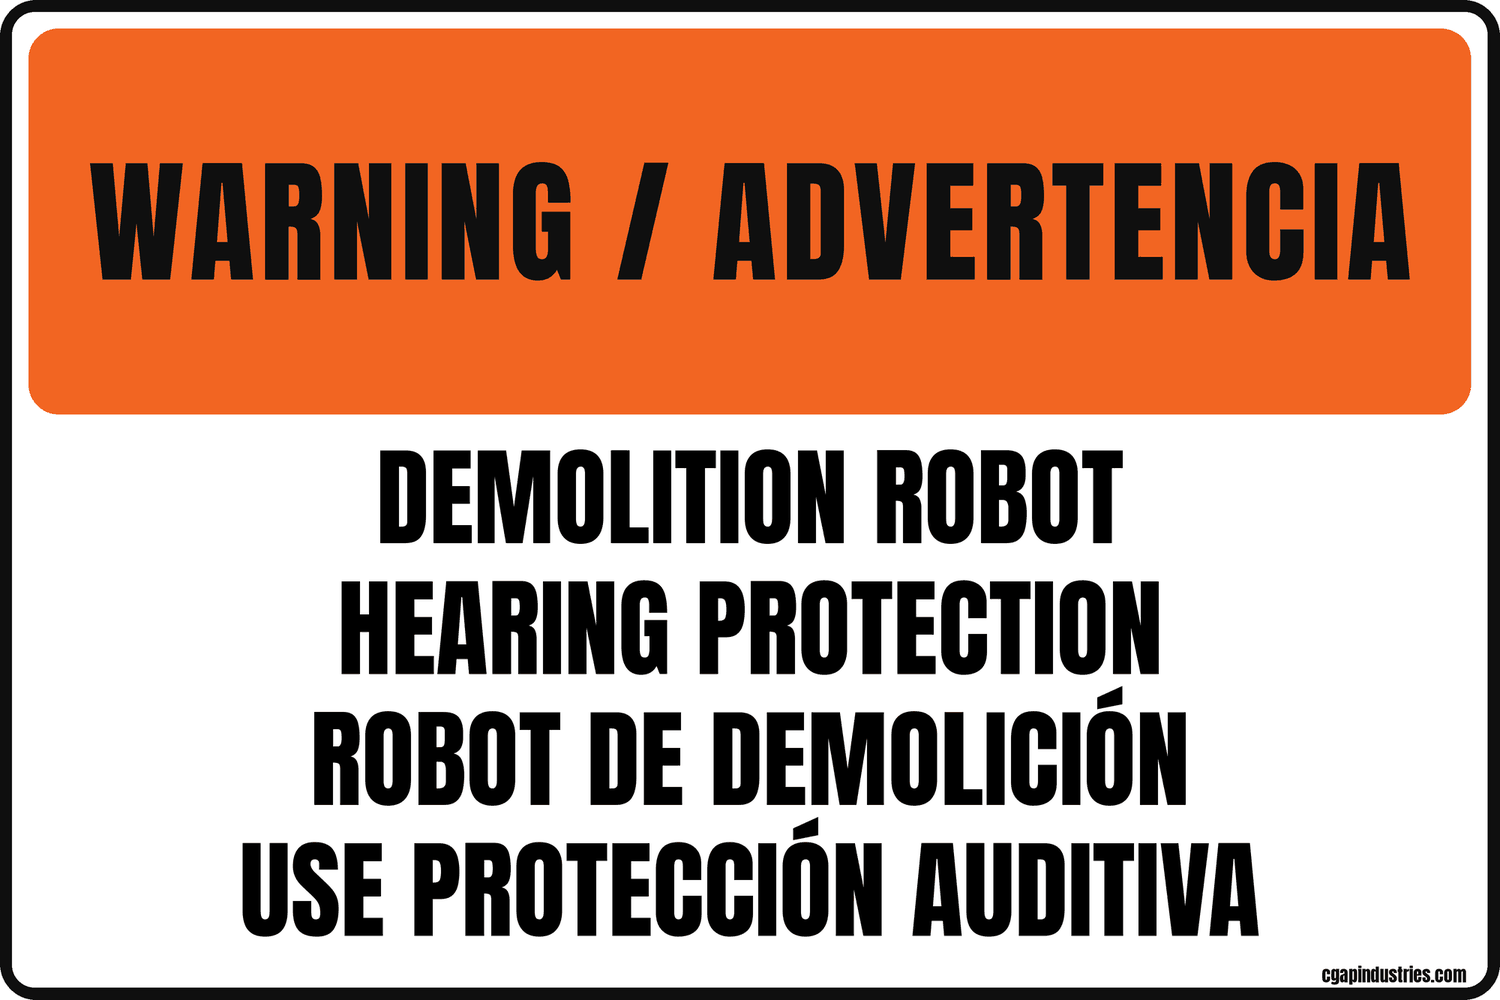 WARNING / ADVERTENCIA
DEMOLITION ROBOT
HEARING PROTECTION
ROBOT DE DEMOLICIÓN
USE PROTECCIÓN AUDITIVA
cgapindustries.com